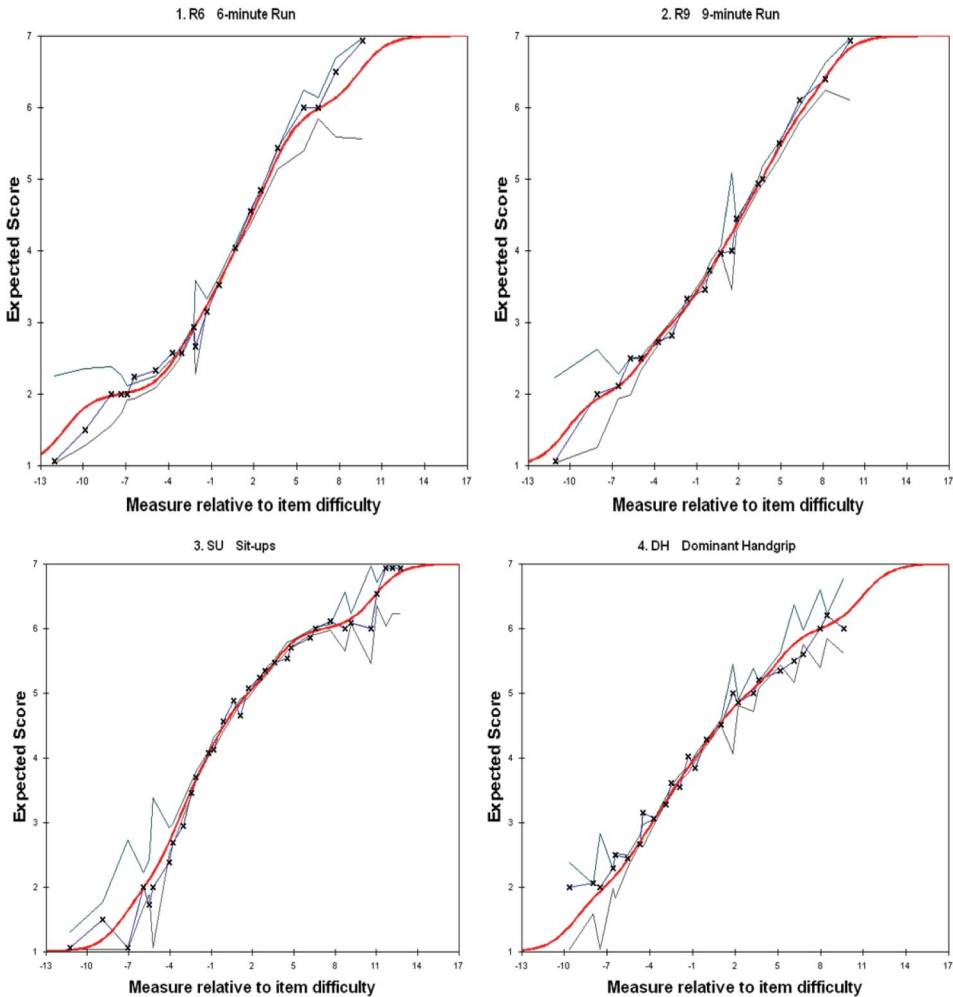 1. R6 6-minute Run
7
6
5
4
3
2
1
Expected Score
-13 -10 -7 -4 -1 2 5 8 11 14 17
Measure relative to item difficulty
2. R9 9-minute Run
7
6
5
4
3
2
1
Expected Score
-13 -10 -7 -4 -1 2 5 8 11 14 17
Measure relative to item difficulty
3. SU Sit-ups
7
6
5
4
3
2
1
Expected Score
-13 -10 -7 -4 -1 2 5 8 11 14 17
Measure relative to item difficulty
4. DH Dominant Handgrip
7
6
5
4
3
2
1
Expected Score
-13 -10 -7 -4 -1 2 5 8 11 14 17
Measure relative to item difficulty